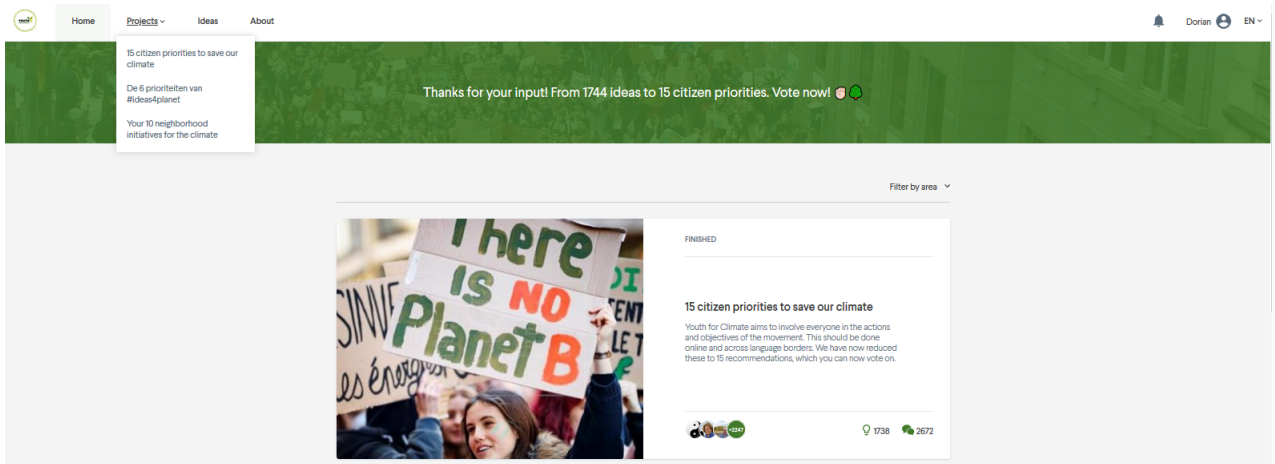 Home Projects Ideas About Dorian EN
15 citizen priorities to save our
climate
De 6 prioriteiten van
#ideas4planet
Your 10 neighborhood
initiatives for the climate
Thanks for your input! From 1744 ideas to 15 citizen priorities. Vote now!
Filter by area
There
IS NO
Planet B
SINVE
es énerg
FINISHED
15 citizen priorities to save our climate
Youth for Climate aims to involve everyone in the actions
and objectives of the movement. This should be done
online and across language borders. We have now reduced
these to 15 recommendations, which you can now vote on.
+2247 1738 2672